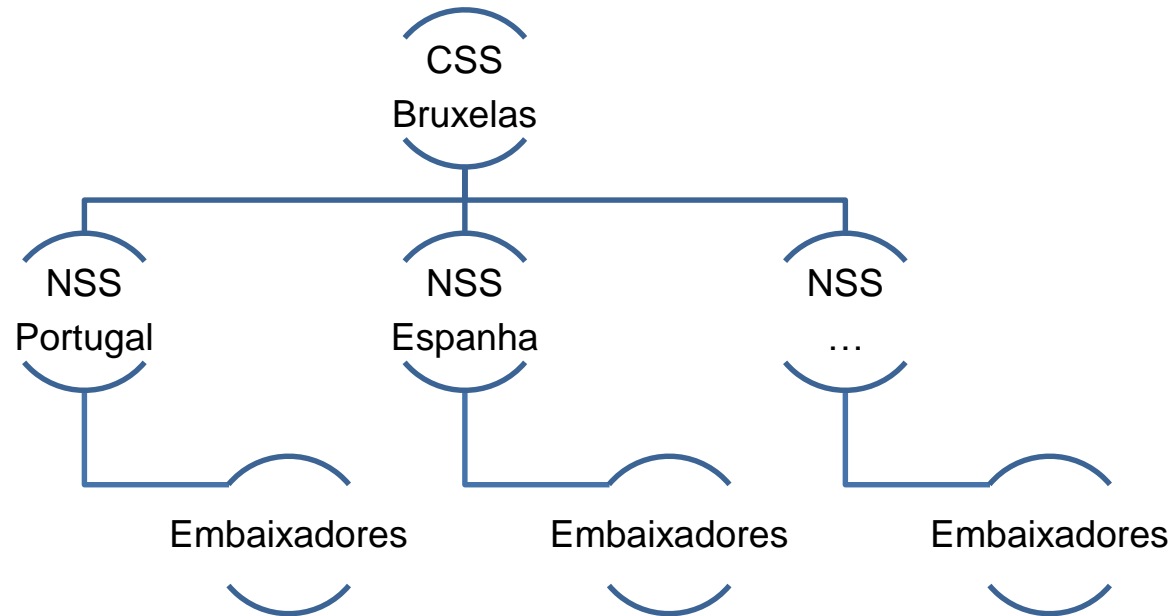 CSS
Bruxelas
NSS
Portugal
NSS
Espanha
NSS
…
Embaixadores
Embaixadores
Embaixadores